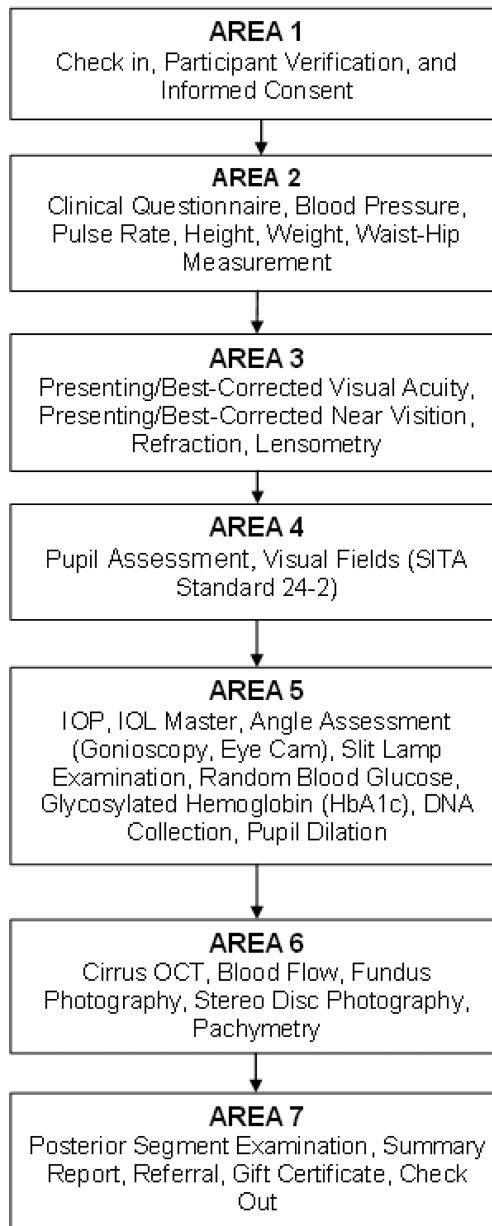 AREA 1
Check in, Participant Verification, and
Informed Consent
AREA 2
Clinical Questionnaire, Blood Pressure,
Pulse Rate, Height, Weight, Waist-Hip
Measurement
AREA 3
Presenting/Best-Corrected Visual Acuity,
Presenting/Best-Corrected Near Visition,
Refraction, Lensometry
AREA 4
Pupil Assessment, Visual Fields (SITA
Standard 24-2)
AREA 5
IOP, IOL Master, Angle Assessment
(Gonioscopy, Eye Cam), Slit Lamp
Examination, Random Blood Glucose,
Glycosylated Hemoglobin (HbA1c), DNA
Collection, Pupil Dilation
AREA 6
Cirrus OCT, Blood Flow, Fundus
Photography, Stereo Disc Photography,
Pachymetry
AREA 7
Posterior Segment Examination, Summary
Report, Referral, Gift Certificate, Check
Out